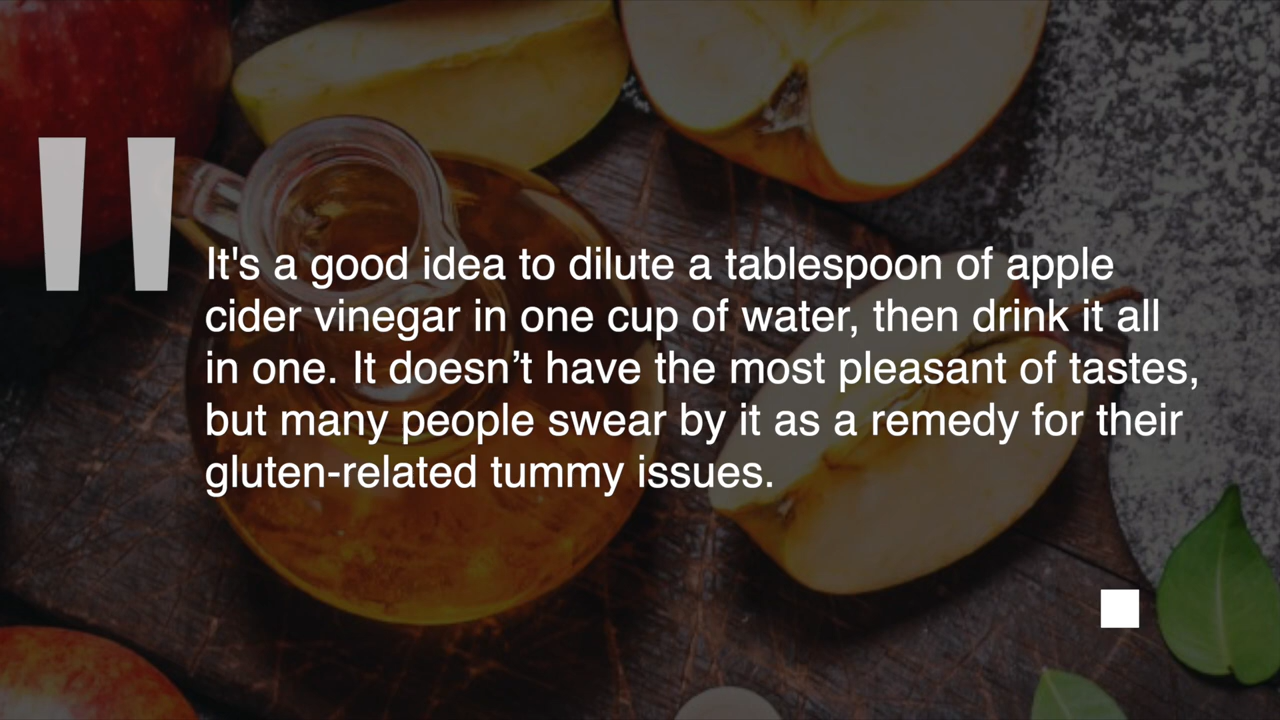 "
It's a good idea to dilute a tablespoon of apple
cider vinegar in one cup of water, then drink it all
in one. It doesn’t have the most pleasant of tastes,
but many people swear by it as a remedy for their
gluten-related tummy issues.